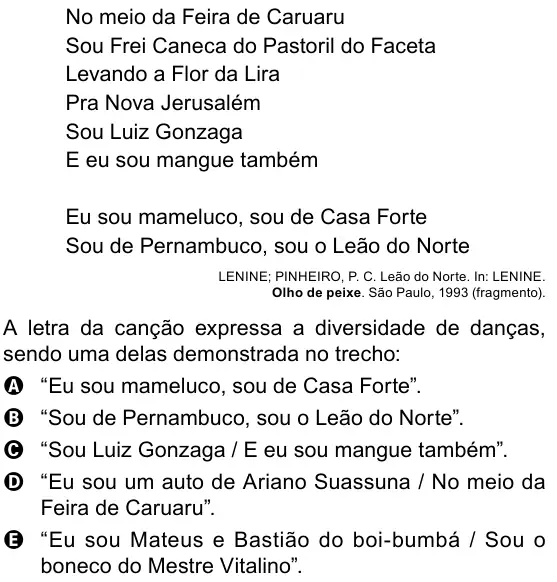 No meio da Feira de Caruaru
Sou Frei Caneca do Pastoril do Faceta
Levando a Flor da Lira
Pra Nova Jerusalém
Sou Luiz Gonzaga
E eu sou mangue também
Eu sou mameluco, sou de Casa Forte
Sou de Pernambuco, sou o Leão do Norte
LENINE; PINHEIRO, P. C. Leão do Norte. In: LENINE.
Olho de peixe. São Paulo, 1993 (fragmento).
A letra da canção expressa a diversidade de danças,
sendo uma delas demonstrada no trecho:
A “Eu sou mameluco, sou de Casa Forte”.
B “Sou de Pernambuco, sou o Leão do Norte”.
C “Sou Luiz Gonzaga / E eu sou mangue também”.
D “Eu sou um auto de Ariano Suassuna / No meio da
Feira de Caruaru”.
E “Eu sou Mateus e Bastião do boi-bumbá / Sou o
boneco do Mestre Vitalino”.